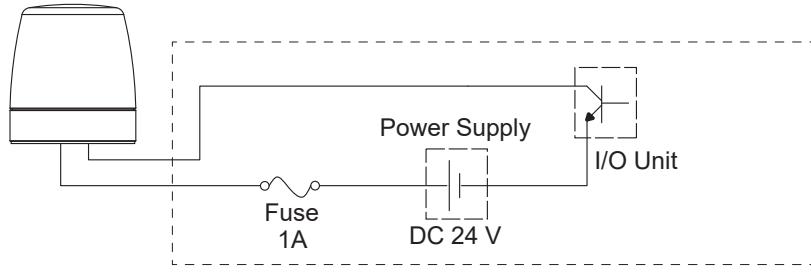 Power Supply
I/O Unit
Fuse
1A
DC 24 V